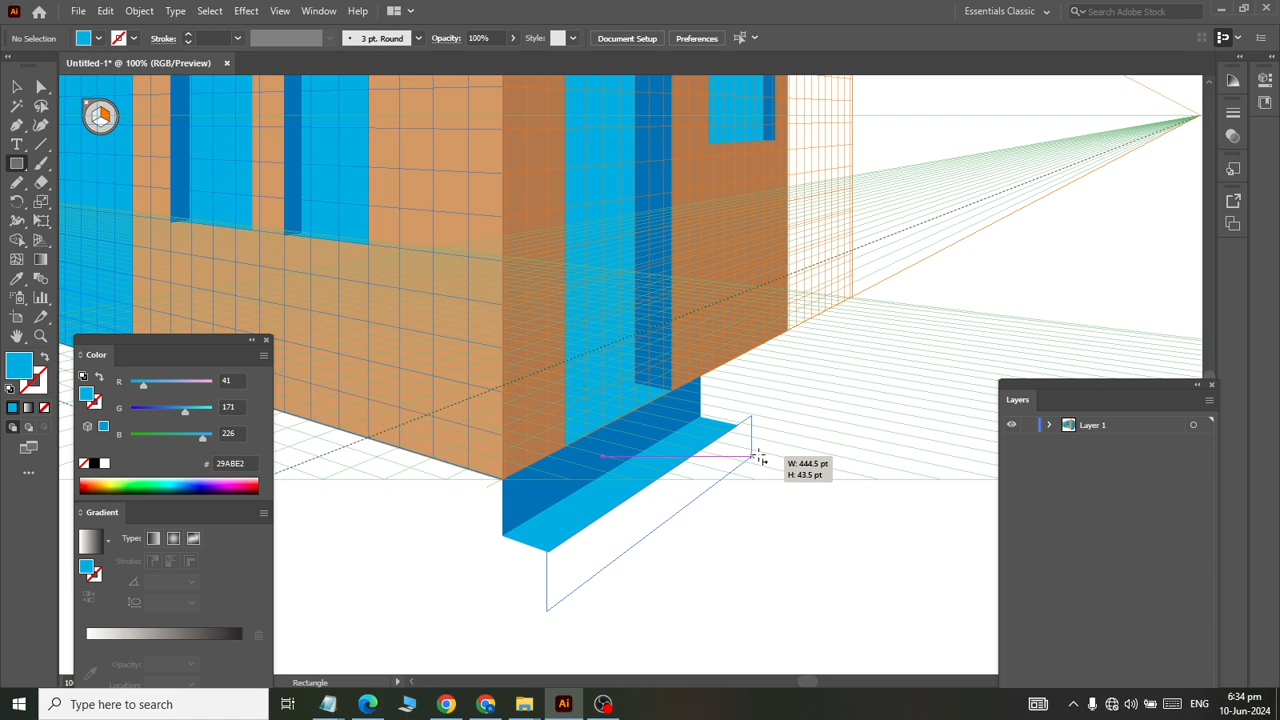 Ai File Edit Object Type Select Effect View Window Help
Essentials Classic
Search Adobe Stock
No Selection
Stroke:
3 pt. Round
Opacity: 100%
Style:
Document Setup
Preferences
Untitled-1* @ 100% (RGB/Preview)
Color
R 41
G 171
B 226
# 29ABE2
Gradient
Type:
Stroke:
Opacity:
Location:
W: 444.5 pt
H: 43.5 pt
Layers
Layer 1
Rectangle
Type here to search
Ai
ENG
6:34 pm
10-Jun-2024